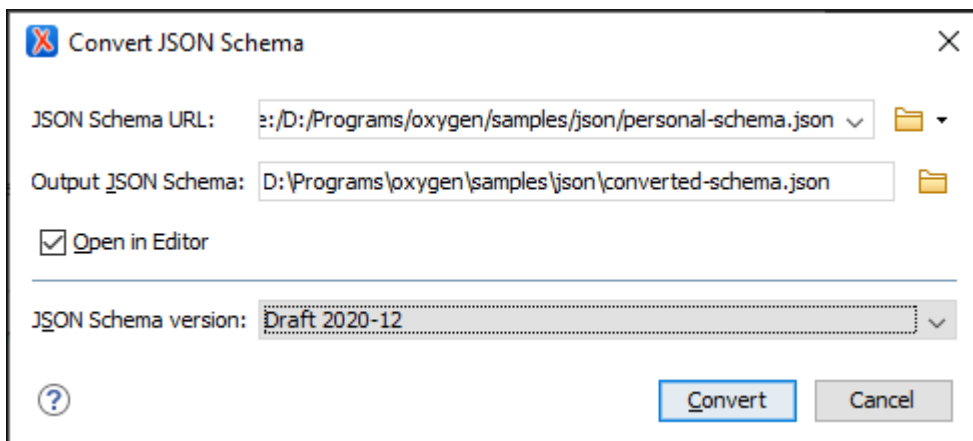 Convert JSON Schema
JSON Schema URL: e:/D:/Programs/oxygen/samples/json/personal-schema.json
Output JSON Schema: D:\Programs\oxygen\samples\json\converted-schema.json
Open in Editor
JSON Schema version: Draft 2020-12
? Convert Cancel